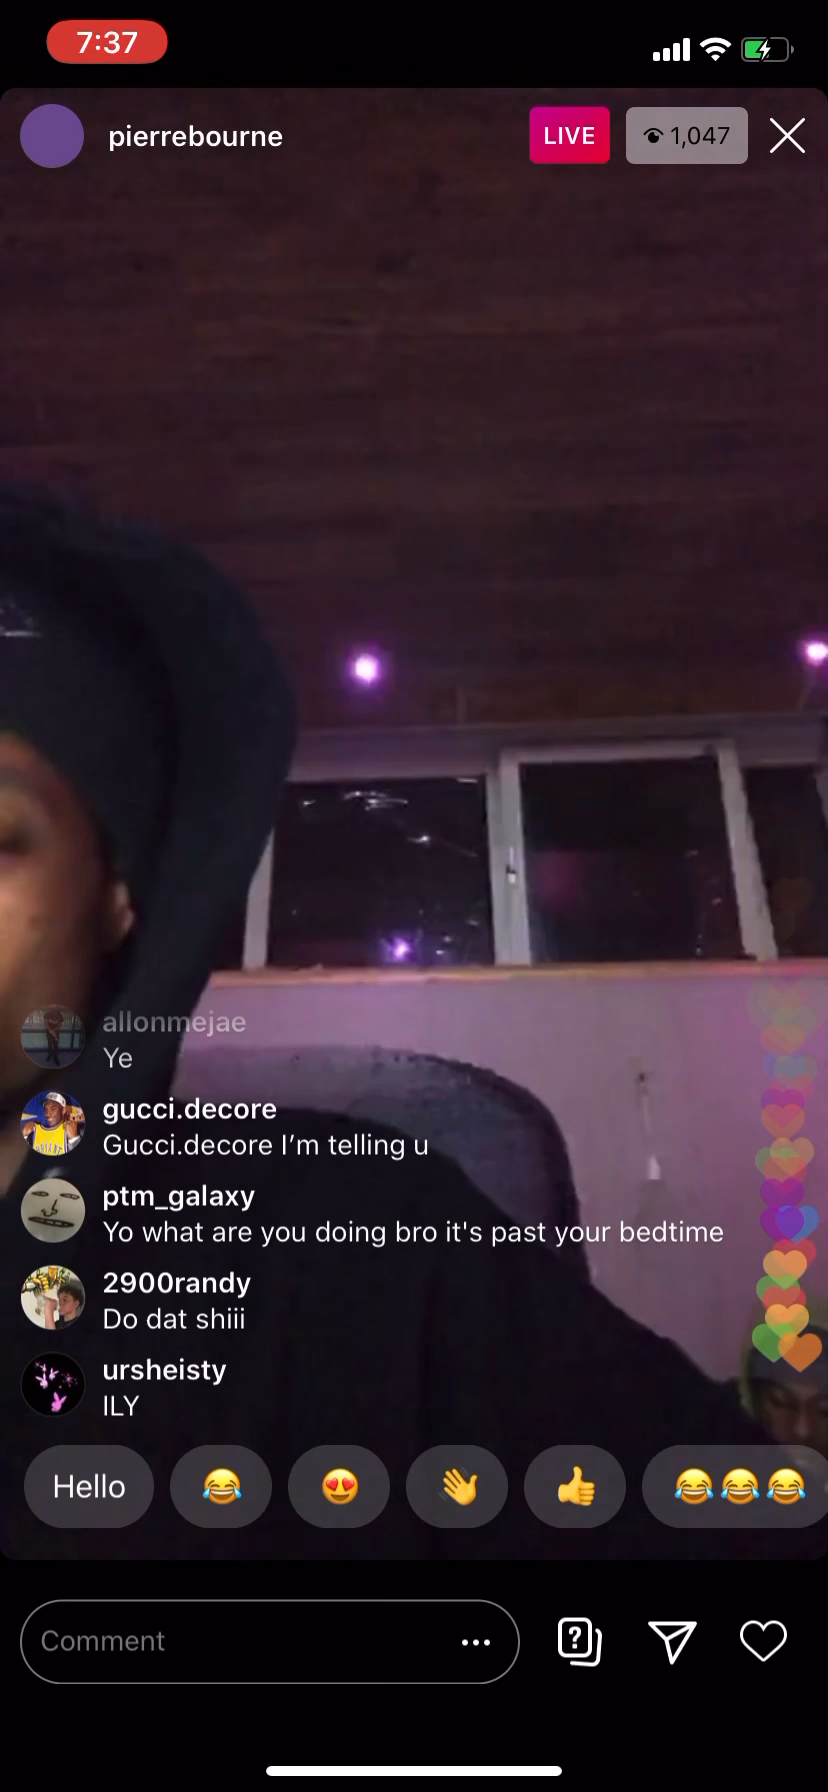 7:37
pierrebourne
LIVE
1,047
allonmejae
Ye
gucci.decore
Gucci.decore I’m telling u
ptm_galaxy
Yo what are you doing bro it's past your bedtime
2900randy
Do dat shiii
ursheisty
ILY
Hello 😂 😍 👋 👍 😂😂😂
Comment